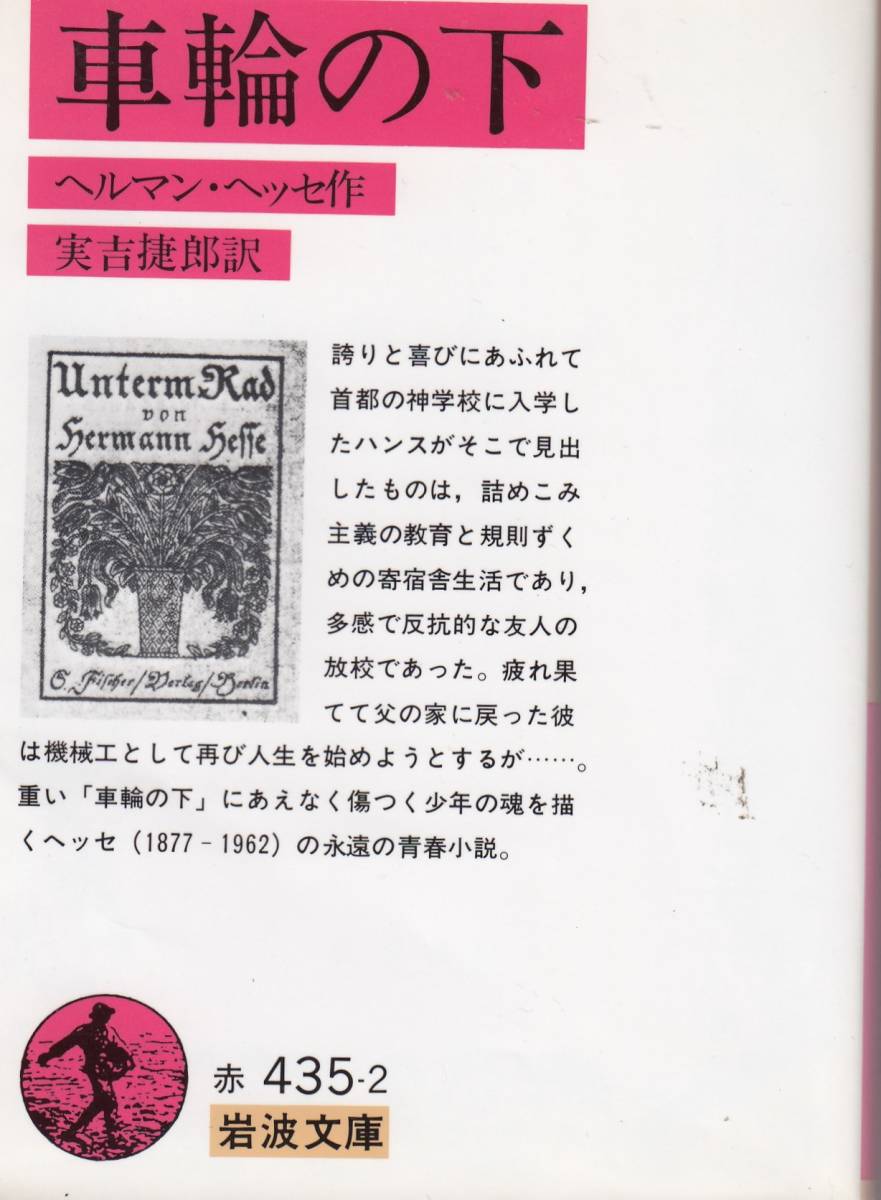 車輪の下
ヘルマン・ヘッセ作
実吉捷郎訳
Unterm Rad
von
Hermann Hesse
S. Fischer/Verlag/Berlin
誇りと喜びにあふれて
首都の神学校に入学し
たハンスがそこで見出
したものは，詰めこみ
主義の教育と規則ずく
めの寄宿舎生活であり，
多感で反抗的な友人の
放校であった。疲れ果
てて父の家に戻った彼
は機械工として再び人生を始めようとするが……。
重い「車輪の下」にあえなく傷つく少年の魂を描
くヘッセ（1877‐1962）の永遠の青春小説。
赤 435-2
岩波文庫